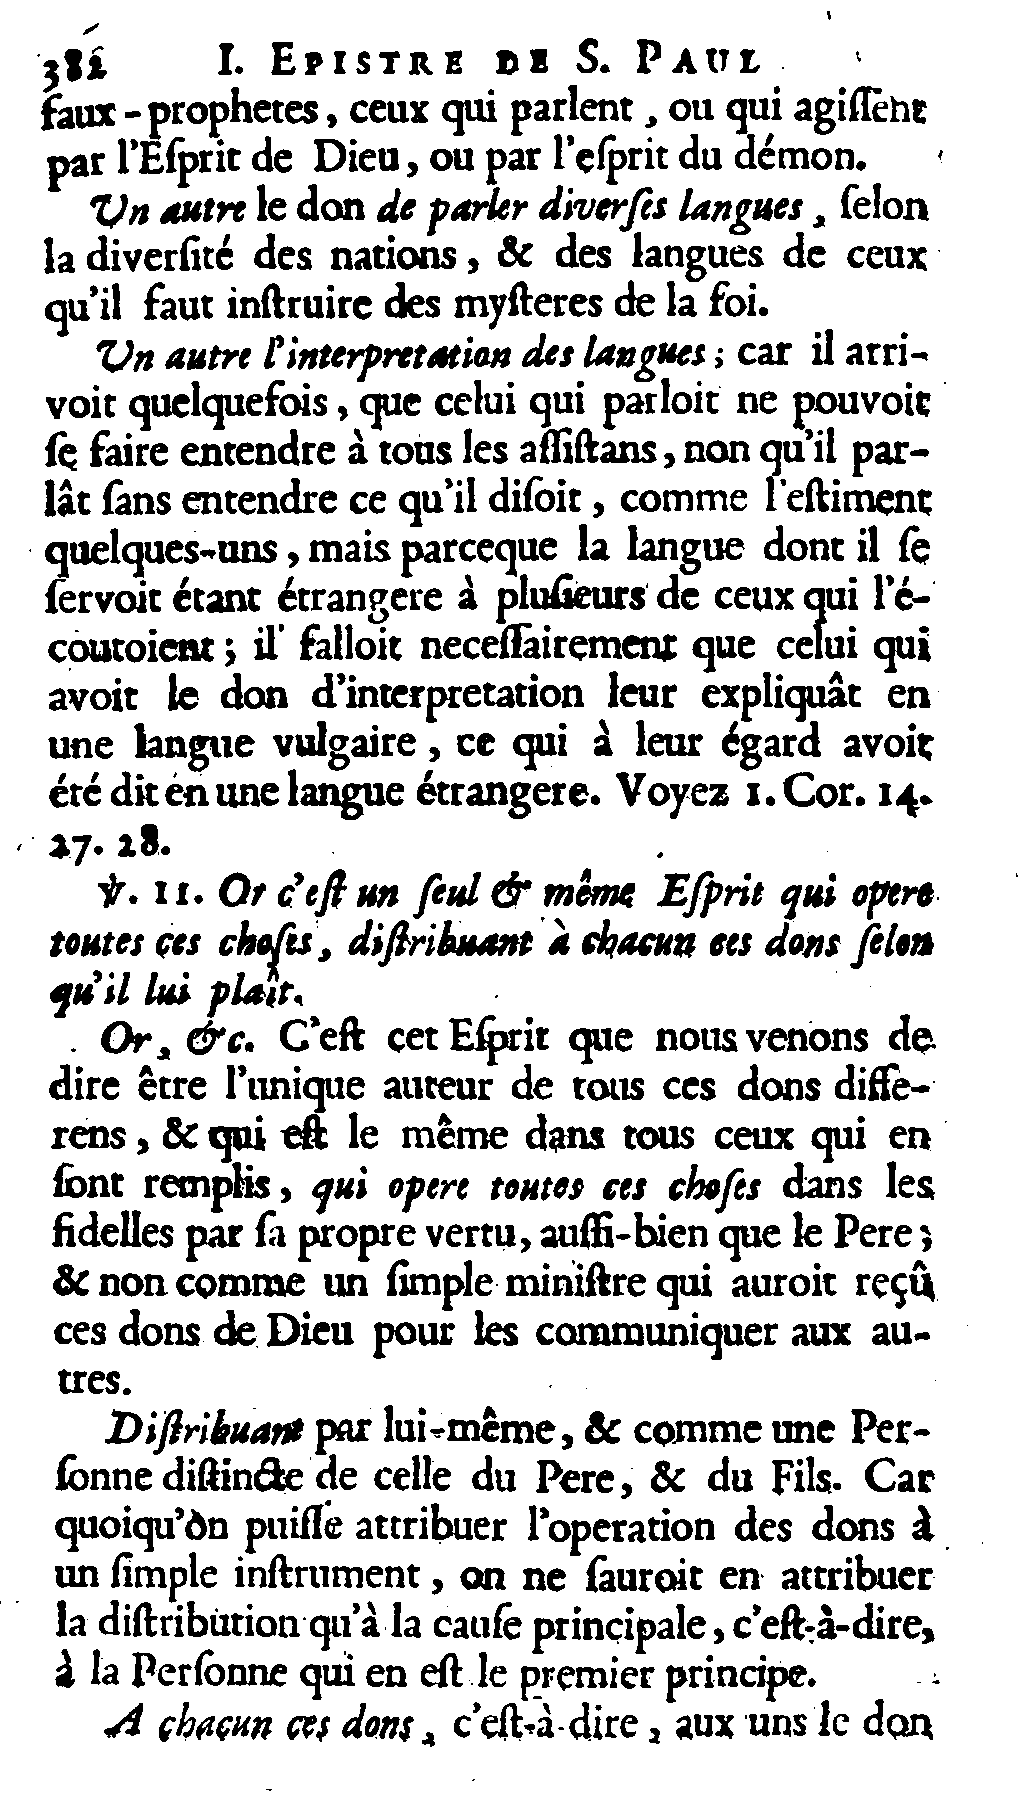 382 I. EPISTRE DE S. PAUL
faux-prophetes, ceux qui parlent, ou qui agiſſent
par l'Eſprit de Dieu, ou par l'eſprit du démon.
Un autre le don de parler diverſes langues, ſelon
la diverſité des nations, & des langues de ceux
qu'il faut inſtruire des myſteres de la foi.
Un autre l'interpretation des langues; car il arri-
voit quelquefois, que celui qui parloit ne pouvoit
ſe faire entendre à tous les aſſiſtans, non qu'il par-
lât ſans entendre ce qu'il diſoit, comme l'eſtiment
quelques-uns, mais parceque la langue dont il ſe
ſervoit étant étrangere à pluſieurs de ceux qui l'é-
coutoient; il falloit neceſſairement que celui qui
avoit le don d'interpretation leur expliquât en
une langue vulgaire, ce qui à leur égard avoit
été dit en une langue étrangere. Voyez 1. Cor. 14.
27. 28.
℣. 11. Or c'eſt un ſeul & même Eſprit qui opere
toutes ces choſes, diſtribuant à chacun ces dons ſelon
qu'il lui plaît.
Or, &c. C'eſt cet Eſprit que nous venons de
dire être l'unique auteur de tous ces dons diffe-
rens, & qui eſt le même dans tous ceux qui en
ſont remplis, qui opere toutes ces choſes dans les
fidelles par ſa propre vertu, auſſi-bien que le Pere;
& non comme un ſimple miniſtre qui auroit reçû
ces dons de Dieu pour les communiquer aux au-
tres.
Diſtribuant par lui-même, & comme une Per-
ſonne diſtincte de celle du Pere, & du Fils. Car
quoiqu'on puiſſe attribuer l'operation des dons à
un ſimple inſtrument, on ne ſauroit en attribuer
la diſtribution qu'à la cauſe principale, c'eſt-à-dire,
à la Perſonne qui en eſt le premier principe.
A chacun ces dons, c'eſt-à-dire, aux uns le don